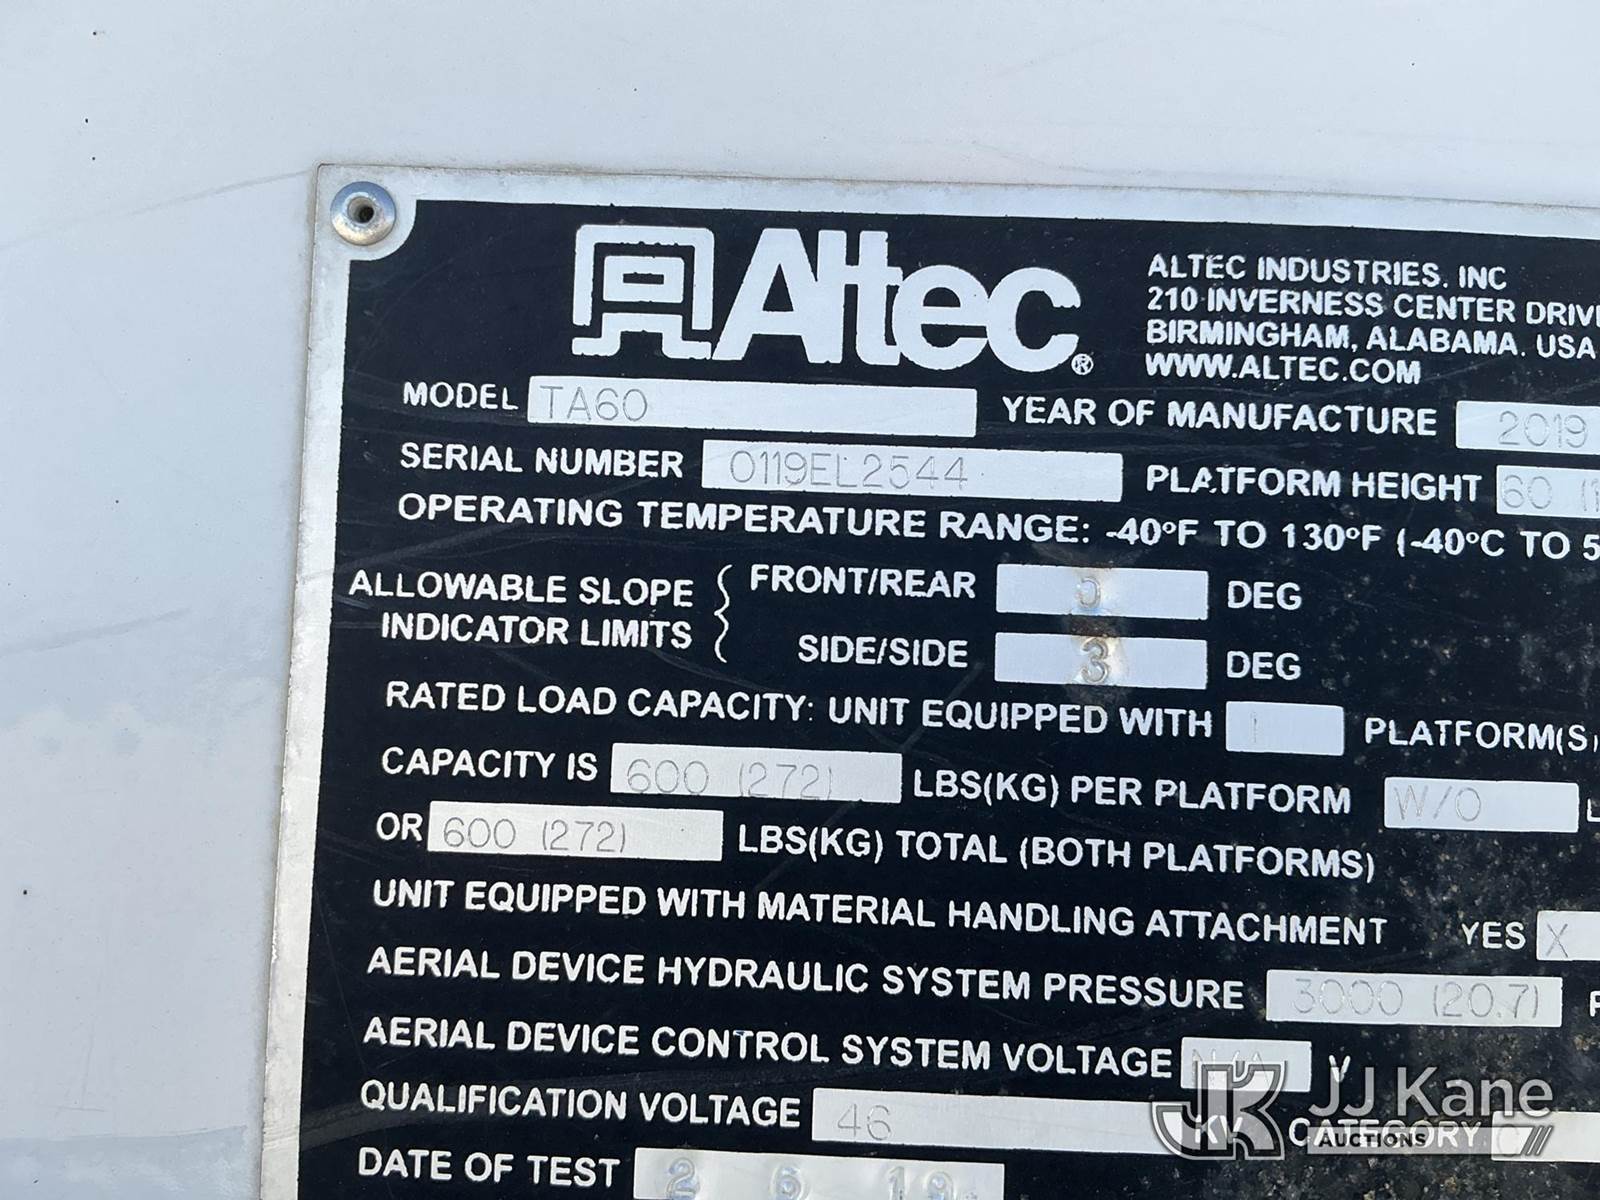 Altec®
ALTEC INDUSTRIES. INC
210 INVERNESS CENTER DRIVE
BIRMINGHAM, ALABAMA. USA
WWW.ALTEC.COM
MODEL TA60 YEAR OF MANUFACTURE 2019
SERIAL NUMBER 0119EL2544 PLATFORM HEIGHT 60
OPERATING TEMPERATURE RANGE: -40°F TO 130°F (-40°C TO 5
ALLOWABLE SLOPE INDICATOR LIMITS { FRONT/REAR DEG
SIDE/SIDE 3 DEG
RATED LOAD CAPACITY: UNIT EQUIPPED WITH 1 PLATFORM(S)
CAPACITY IS 600 (272) LBS(KG) PER PLATFORM W/O
OR 600 (272) LBS(KG) TOTAL (BOTH PLATFORMS)
UNIT EQUIPPED WITH MATERIAL HANDLING ATTACHMENT YES X
AERIAL DEVICE HYDRAULIC SYSTEM PRESSURE 3000 (20.7)
AERIAL DEVICE CONTROL SYSTEM VOLTAGE N/A V
QUALIFICATION VOLTAGE 46 KV CATEGORY C
DATE OF TEST 2 6 19
JK JJ Kane
AUCTIONS